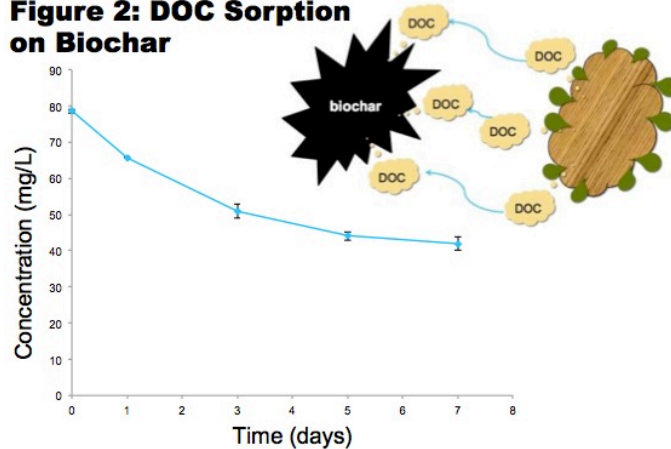 Figure 2: DOC Sorption
on Biochar
DOC
DOC
biochar
DOC
DOC
DOC
DOC
Concentration (mg/L)
90
80
70
60
50
40
30
20
10
0
0 1 2 3 4 5 6 7 8
Time (days)